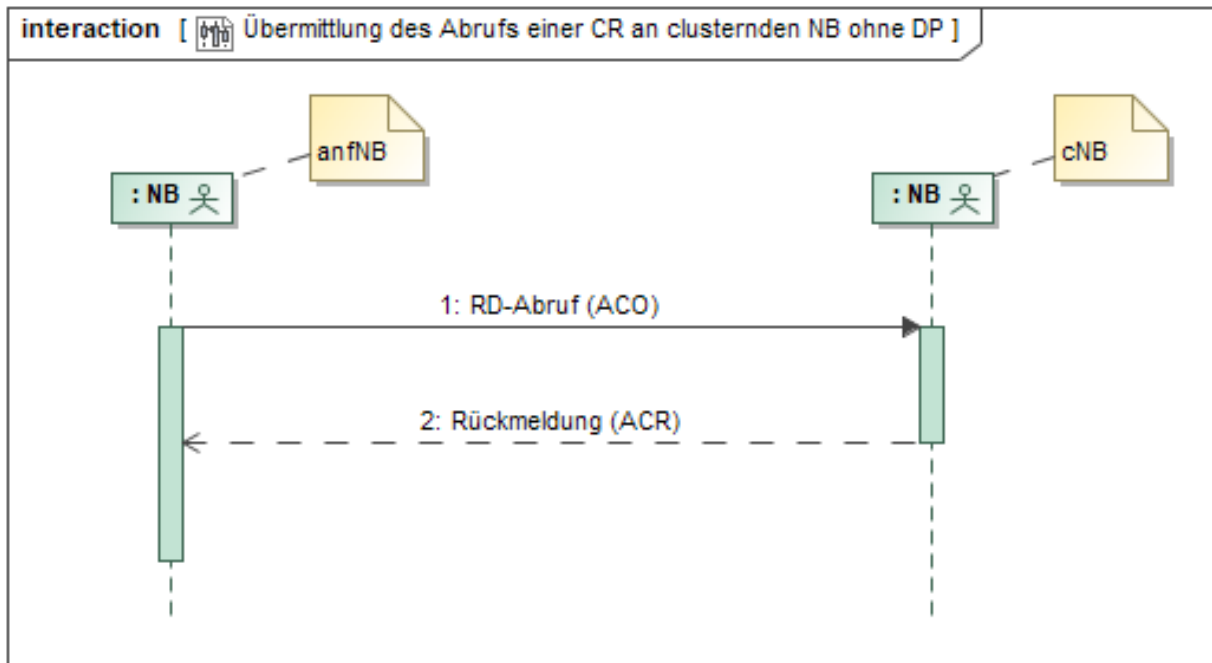 interaction [ Übermittlung des Abrufs einer CR an clusternden NB ohne DP ]
anfNB
cNB
: NB
: NB
1: RD-Abruf (ACO)
2: Rückmeldung (ACR)